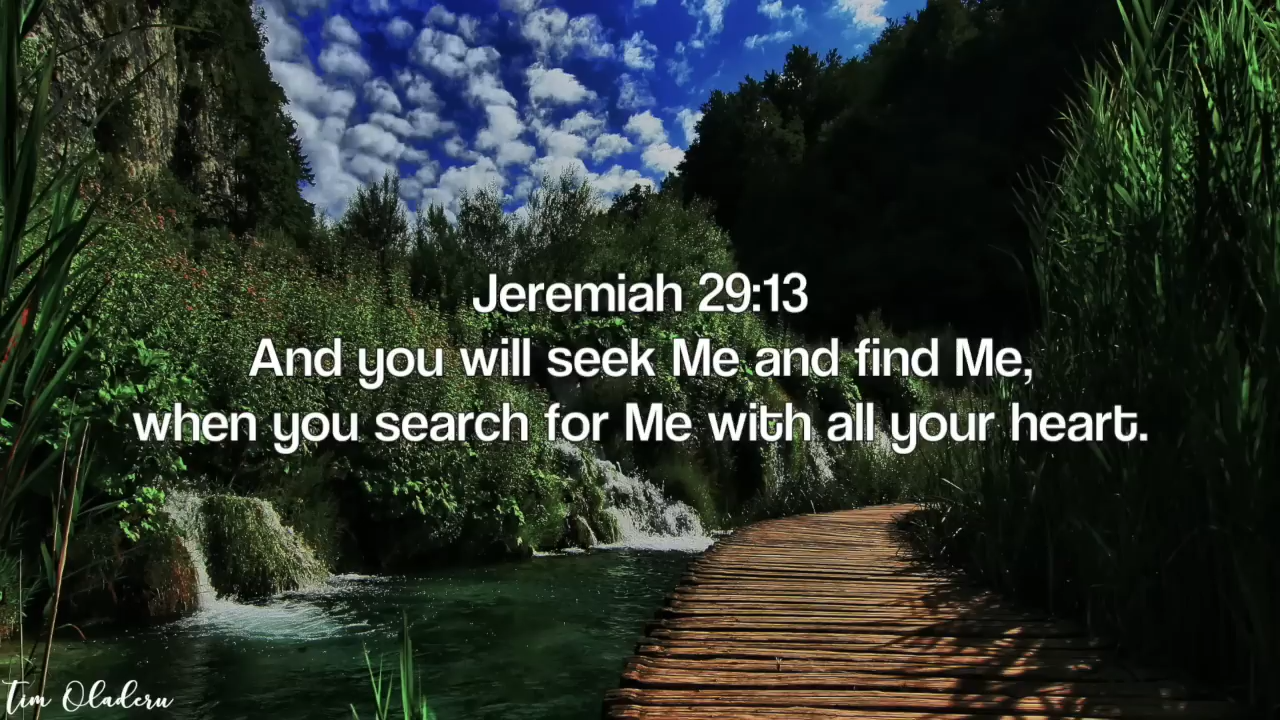 Jeremiah 29:13
And you will seek Me and find Me,
when you search for Me with all your heart.
Tim Oladeru